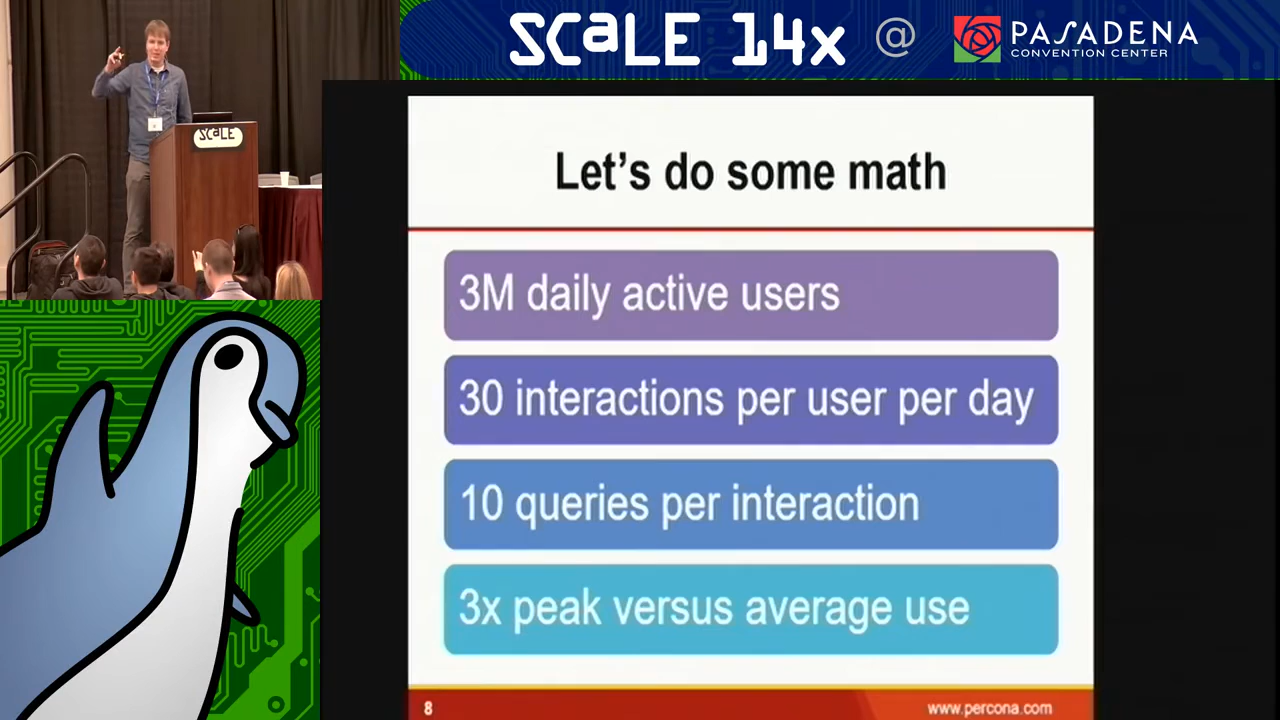 SCALE 14x @ PASADENA
CONVENTION CENTER
SCALE
Let's do some math
3M daily active users
30 interactions per user per day
10 queries per interaction
3x peak versus average use
8
www.percona.com